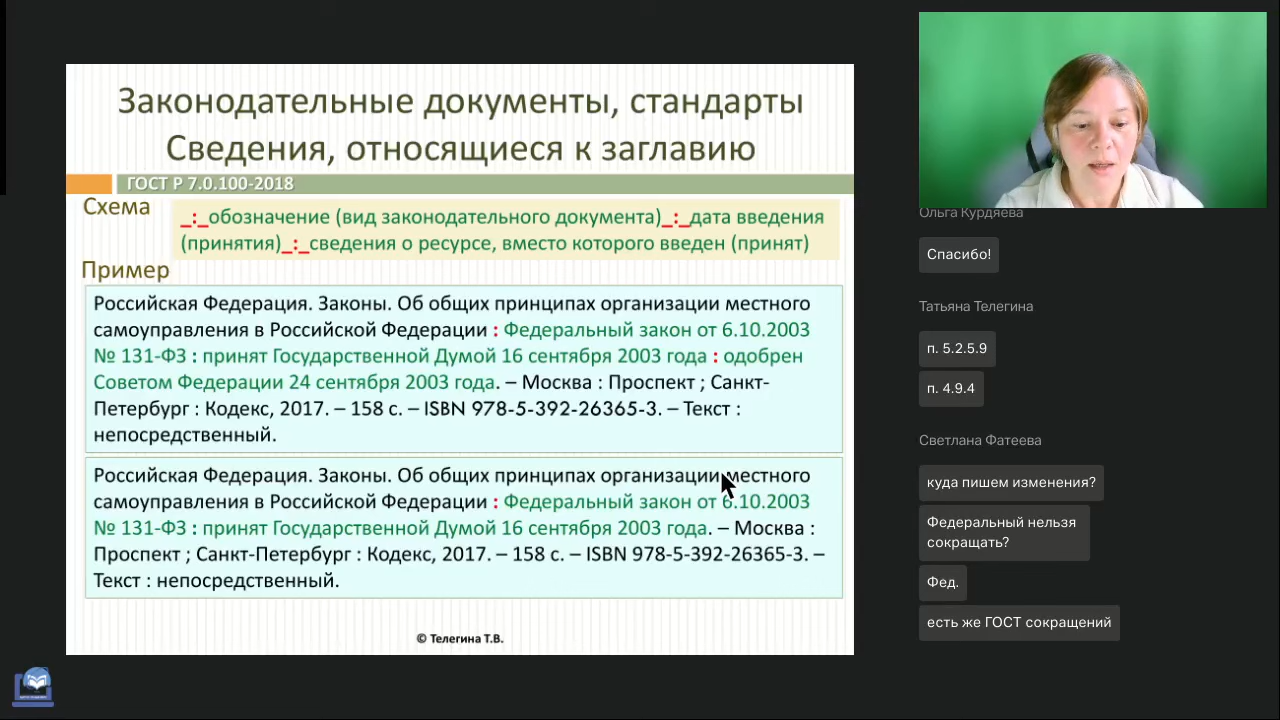 Законодательные документы, стандарты
Сведения, относящиеся к заглавию
ГОСТ Р 7.0.100-2018
Схема
_:_обозначение (вид законодательного документа)_:_дата введения
(принятия)_:_сведения о ресурсе, вместо которого введен (принят)
Пример
Российская Федерация. Законы. Об общих принципах организации местного
самоуправления в Российской Федерации : Федеральный закон от 6.10.2003
№ 131-ФЗ : принят Государственной Думой 16 сентября 2003 года : одобрен
Советом Федерации 24 сентября 2003 года. – Москва : Проспект ; Санкт-
Петербург : Кодекс, 2017. – 158 с. – ISBN 978-5-392-26365-3. – Текст :
непосредственный.
Российская Федерация. Законы. Об общих принципах организации местного
самоуправления в Российской Федерации : Федеральный закон от 6.10.2003
№ 131-ФЗ : принят Государственной Думой 16 сентября 2003 года. – Москва :
Проспект ; Санкт-Петербург : Кодекс, 2017. – 158 с. – ISBN 978-5-392-26365-3. –
Текст : непосредственный.
© Телегина Т.В.
Ольга Курдяева
Спасибо!
Татьяна Телегина
п. 5.2.5.9
п. 4.9.4
Светлана Фатеева
куда пишем изменения?
Федеральный нельзя
сокращать?
Фед.
есть же ГОСТ сокращений